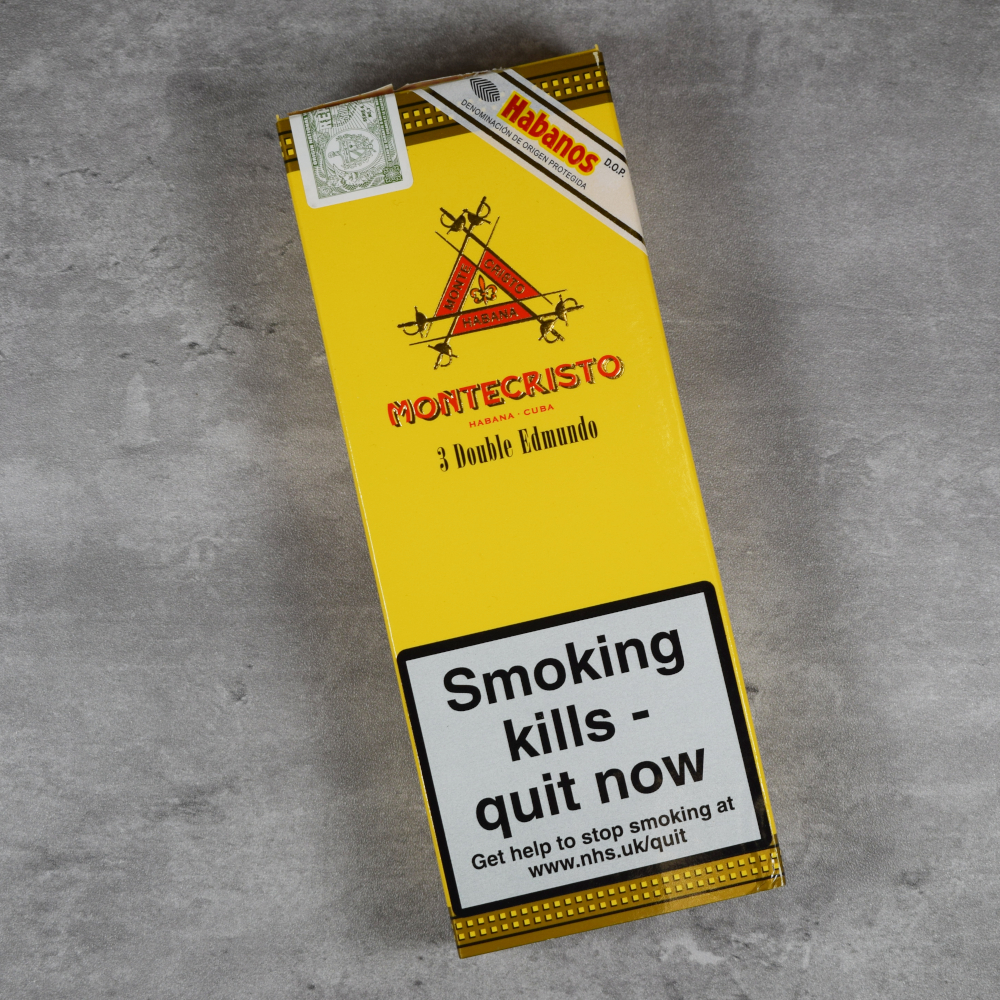 Habanos
DENOMINACIÓN DE ORIGEN PROTEGIDA
D.O.P.
MONTE CRISTO
HABANA
MONTECRISTO
HABANA · CUBA
3 Double Edmundo
Smoking
kills -
quit now
Get help to stop smoking at
www.nhs.uk/quit